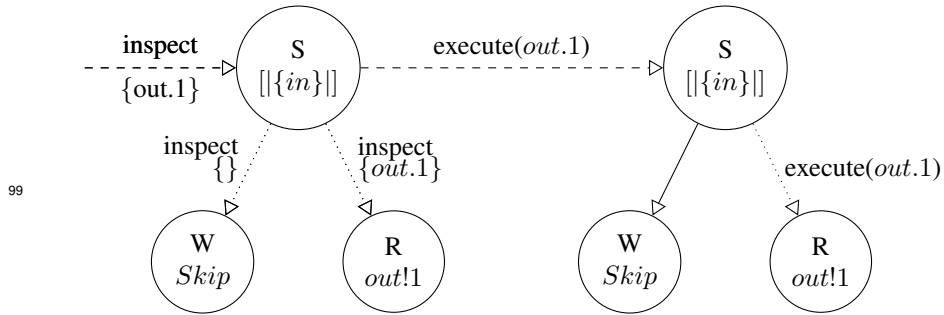 inspect
{out.1}
S
[|{in}|]
execute(out.1)
S
[|{in}|]
inspect
{}
inspect
{out.1}
execute(out.1)
99
W
Skip
R
out!1
W
Skip
R
out!1